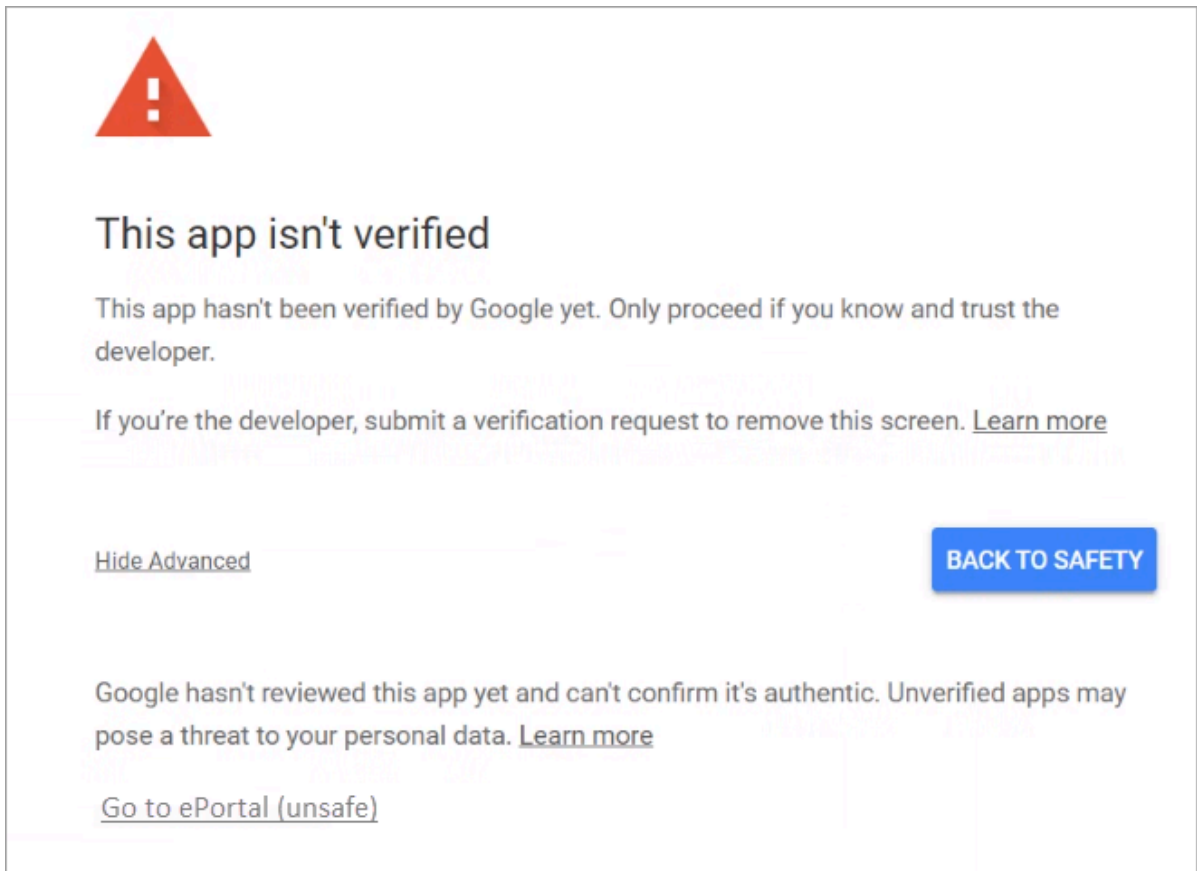 This app isn't verified
This app hasn't been verified by Google yet. Only proceed if you know and trust the
developer.
If you’re the developer, submit a verification request to remove this screen. Learn more
Hide Advanced
BACK TO SAFETY
Google hasn't reviewed this app yet and can't confirm it's authentic. Unverified apps may
pose a threat to your personal data. Learn more
Go to ePortal (unsafe)